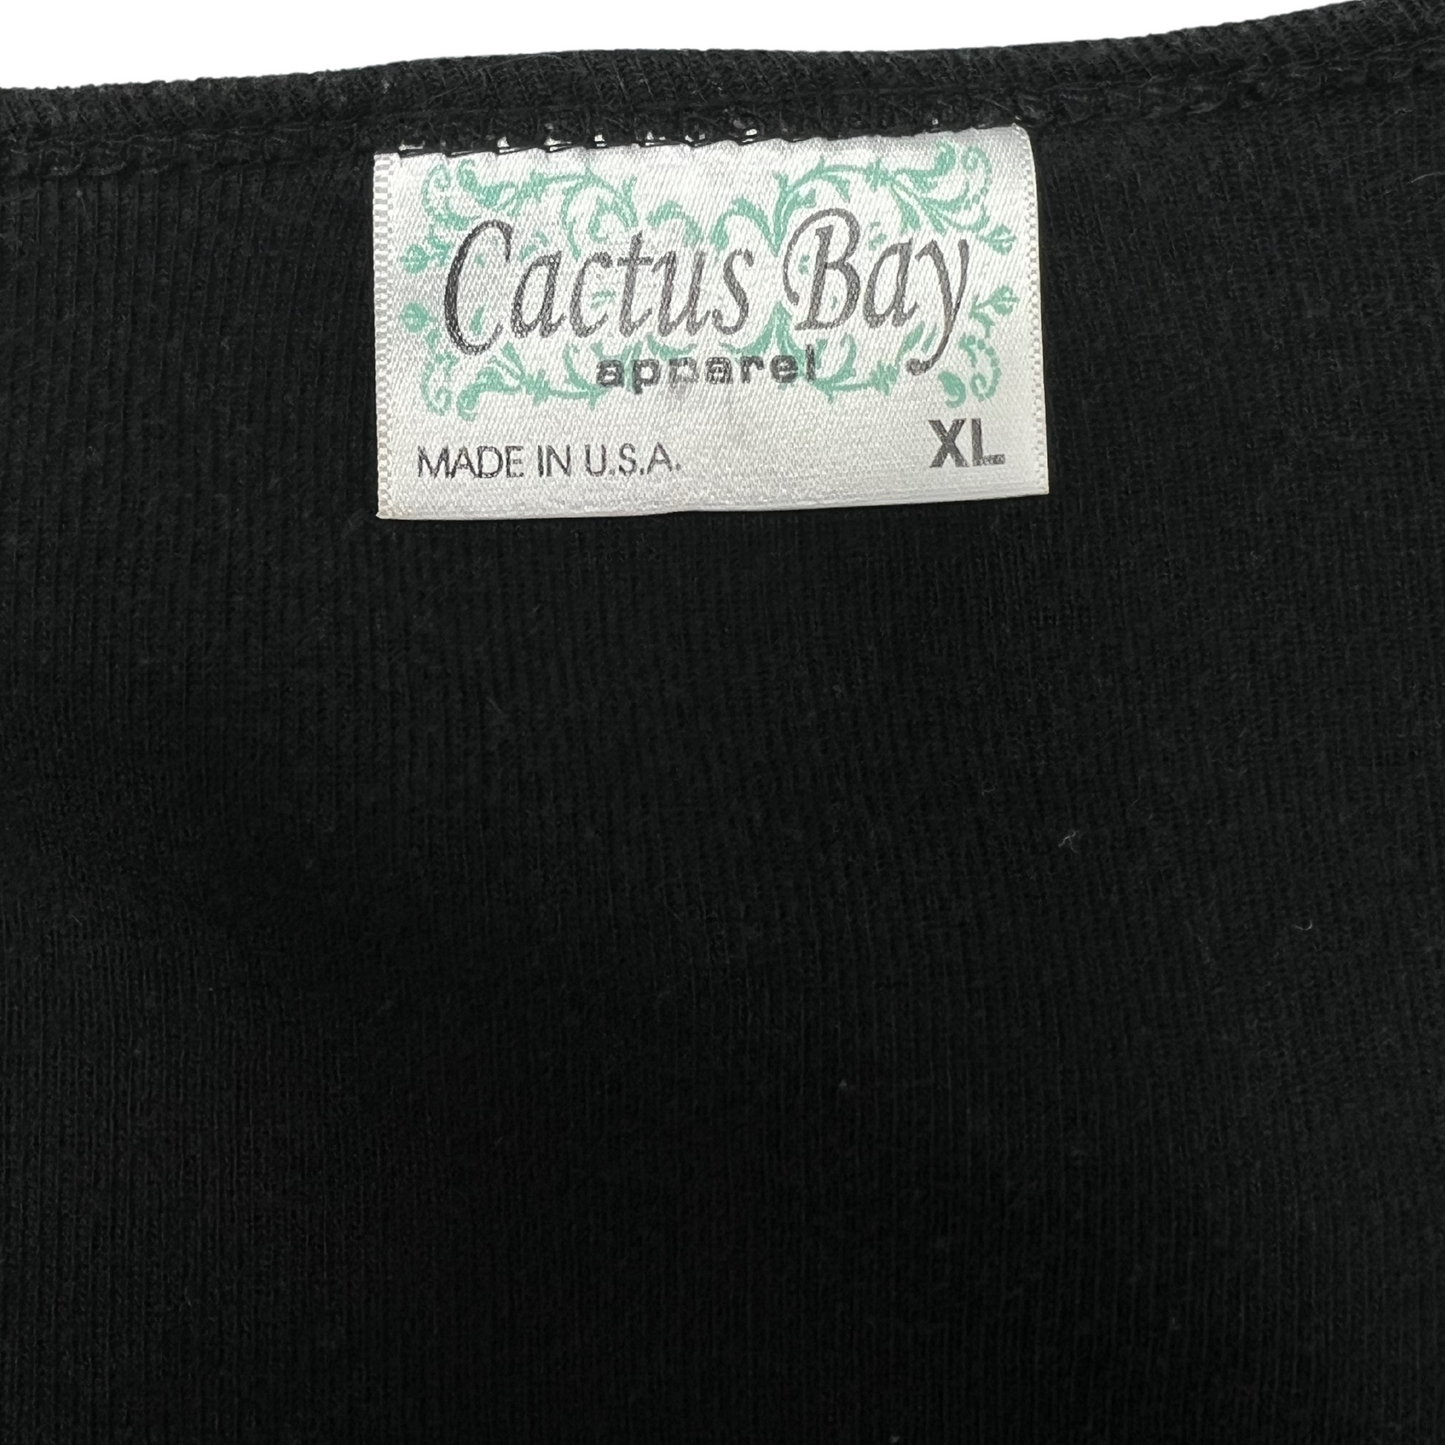 Cactus Bay
apparel
XL
MADE IN U.S.A.